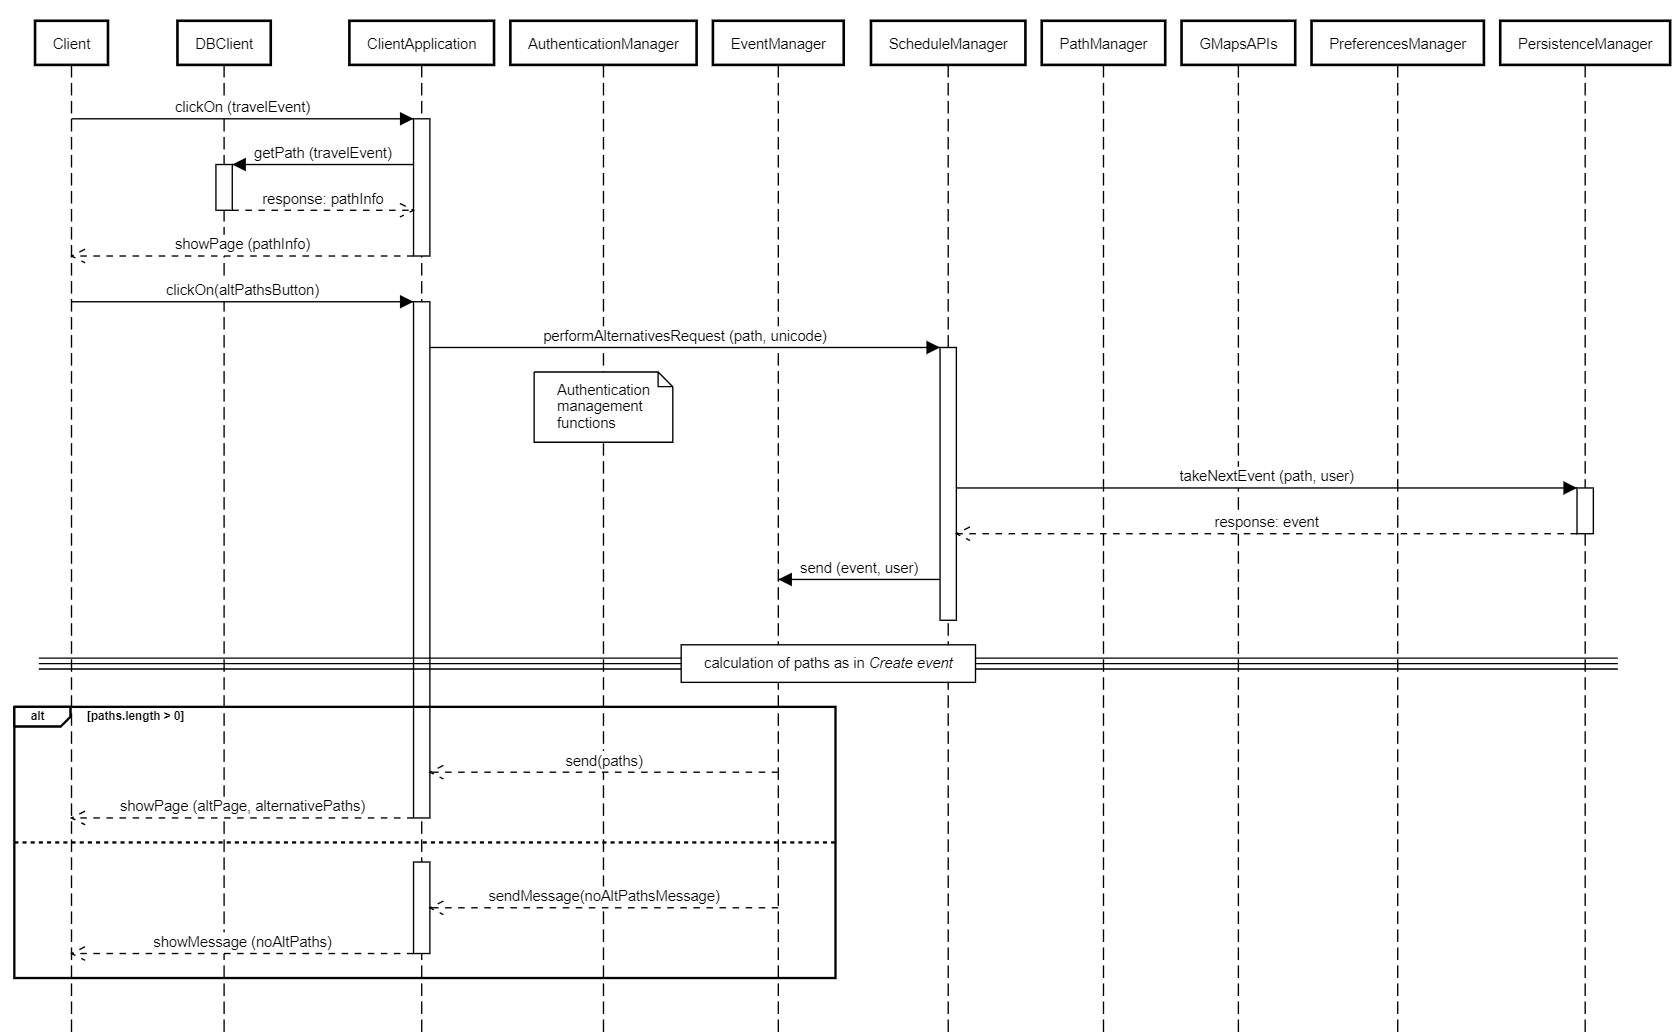 Client
DBClient
ClientApplication
AuthenticationManager
EventManager
ScheduleManager
PathManager
GMapsAPIs
PreferencesManager
PersistenceManager
clickOn (travelEvent)
getPath (travelEvent)
response: pathInfo
showPage (pathInfo)
clickOn(altPathsButton)
performAlternativesRequest (path, unicode)
Authentication
management
functions
takeNextEvent (path, user)
response: event
send (event, user)
calculation of paths as in Create event
alt
[paths.length > 0]
send(paths)
showPage (altPage, alternativePaths)
sendMessage(noAltPathsMessage)
showMessage (noAltPaths)